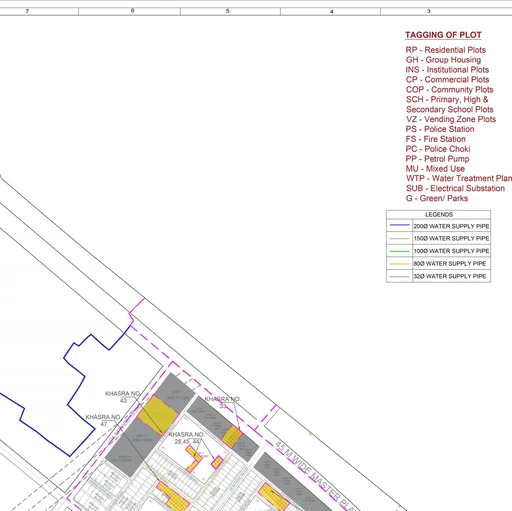 7
6
5
4
3
TAGGING OF PLOT
RP - Residential Plots
GH - Group Housing
INS - Institutional Plots
CP - Commercial Plots
COP - Community Plots
SCH - Primary, High &
Secondary School Plots
VZ - Vending Zone Plots
PS - Police Station
FS - Fire Station
PC - Police Choki
PP - Petrol Pump
MU - Mixed Use
WTP - Water Treatment Plan
SUB - Electrical Substation
G - Green/ Parks
LEGENDS
200Ø WATER SUPPLY PIPE
150Ø WATER SUPPLY PIPE
100Ø WATER SUPPLY PIPE
80Ø WATER SUPPLY PIPE
32Ø WATER SUPPLY PIPE
KHASRA NO.
43
KHASRA NO.
KHASRA NO.
47
KHASRA NO.
28,45,
45 M WIDE MASTER PLA